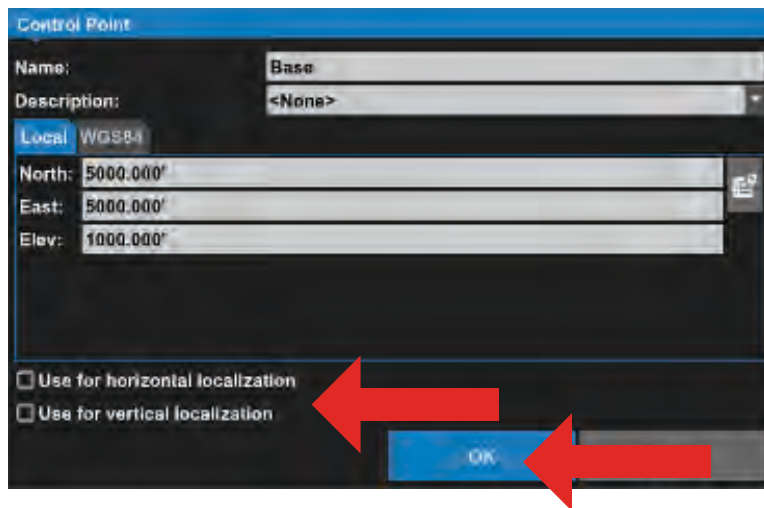 Control Point
Name: Base
Description: <None>
Local WGS84
North: 5000.000'
East: 5000.000'
Elev: 1000.000'
Use for horizontal localization
Use for vertical localization
OK